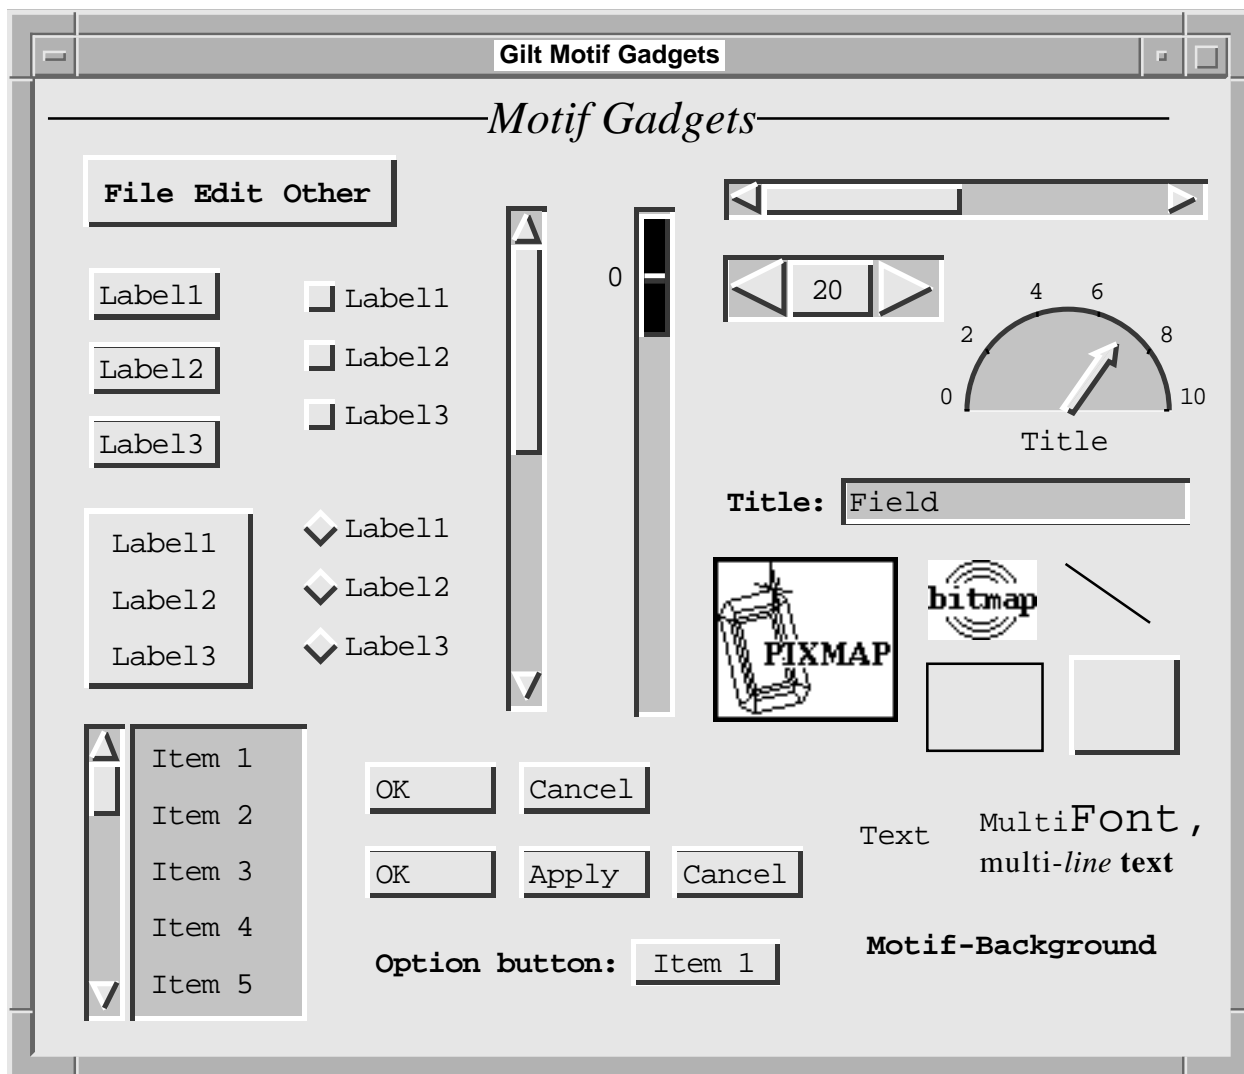 Gilt Motif Gadgets
Motif Gadgets
File Edit Other
Label1
Label2
Label3
Label1
Label2
Label3
Label1
Label2
Label3
Label1
Label2
Label3
0
20
0
2
4
6
8
10
Title
Title: Field
PIXMAP
bitmap
Item 1
Item 2
Item 3
Item 4
Item 5
OK Cancel
OK Apply Cancel
Option button: Item 1
Text
MultiFont,
multi-line text
Motif-Background